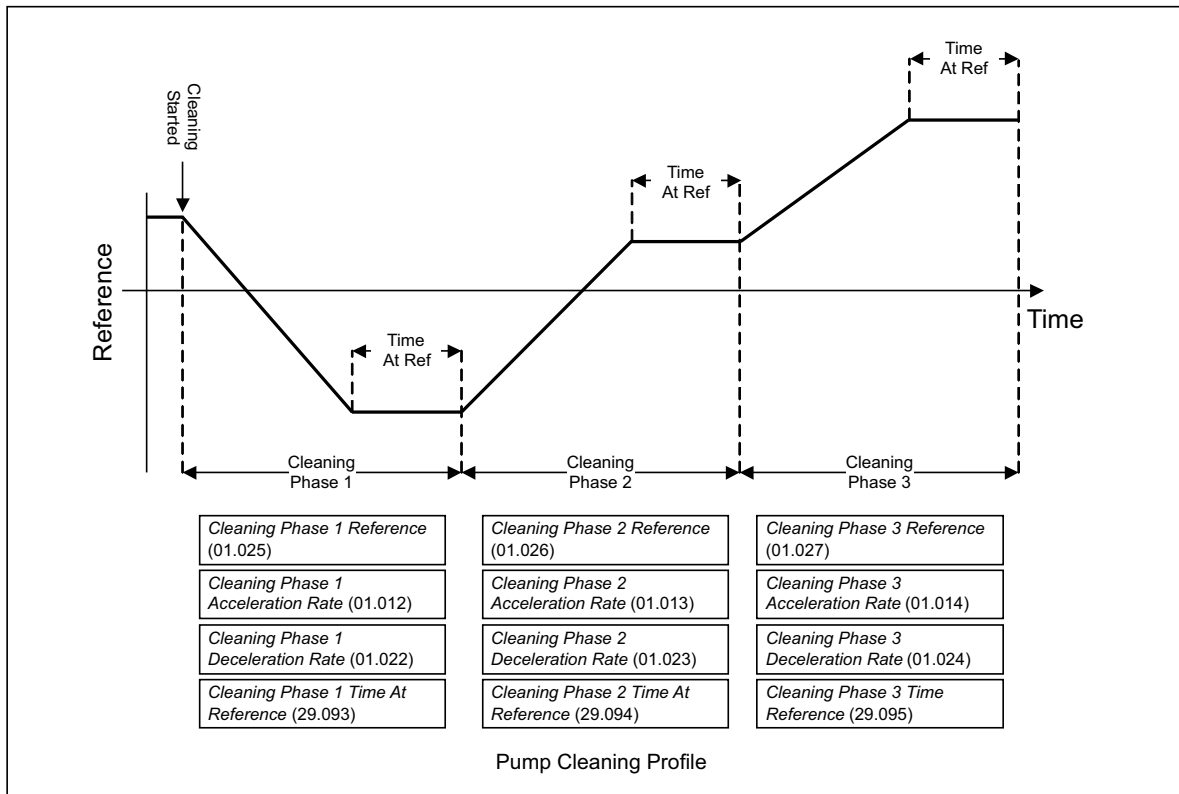 Time
At Ref
Cleaning
Started
Time
At Ref
Reference
Time
Time
At Ref
Cleaning
Phase 1
Cleaning
Phase 2
Cleaning
Phase 3
Cleaning Phase 1 Reference
(01.025)
Cleaning Phase 2 Reference
(01.026)
Cleaning Phase 3 Reference
(01.027)
Cleaning Phase 1
Acceleration Rate (01.012)
Cleaning Phase 2
Acceleration Rate (01.013)
Cleaning Phase 3
Acceleration Rate (01.014)
Cleaning Phase 1
Deceleration Rate (01.022)
Cleaning Phase 2
Deceleration Rate (01.023)
Cleaning Phase 3
Deceleration Rate (01.024)
Cleaning Phase 1 Time At
Reference (29.093)
Cleaning Phase 2 Time At
Reference (29.094)
Cleaning Phase 3 Time
Reference (29.095)
Pump Cleaning Profile